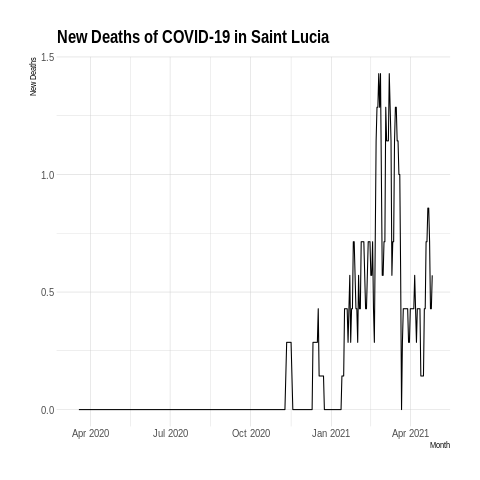 New Deaths of COVID-19 in Saint Lucia
New Deaths
1.5
1.0
0.5
0.0
Apr 2020 Jul 2020 Oct 2020 Jan 2021 Apr 2021
Month